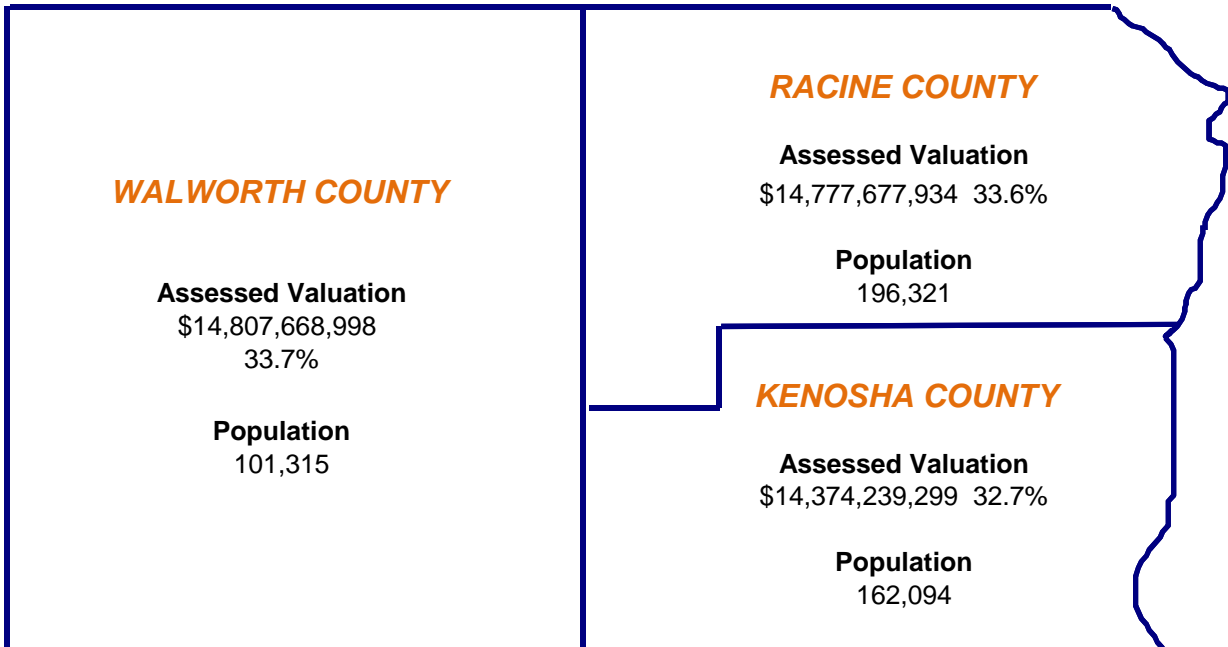 WALWORTH COUNTY
Assessed Valuation
$14,807,668,998
33.7%
Population
101,315
RACINE COUNTY
Assessed Valuation
$14,777,677,934 33.6%
Population
196,321
KENOSHA COUNTY
Assessed Valuation
$14,374,239,299 32.7%
Population
162,094